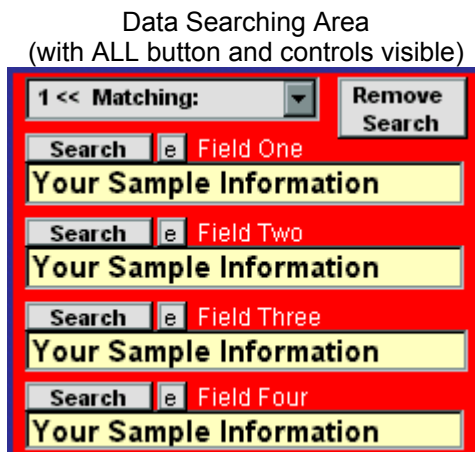 Data Searching Area
(with ALL button and controls visible)
1 << Matching:
Remove
Search
Search e Field One
Your Sample Information
Search e Field Two
Your Sample Information
Search e Field Three
Your Sample Information
Search e Field Four
Your Sample Information